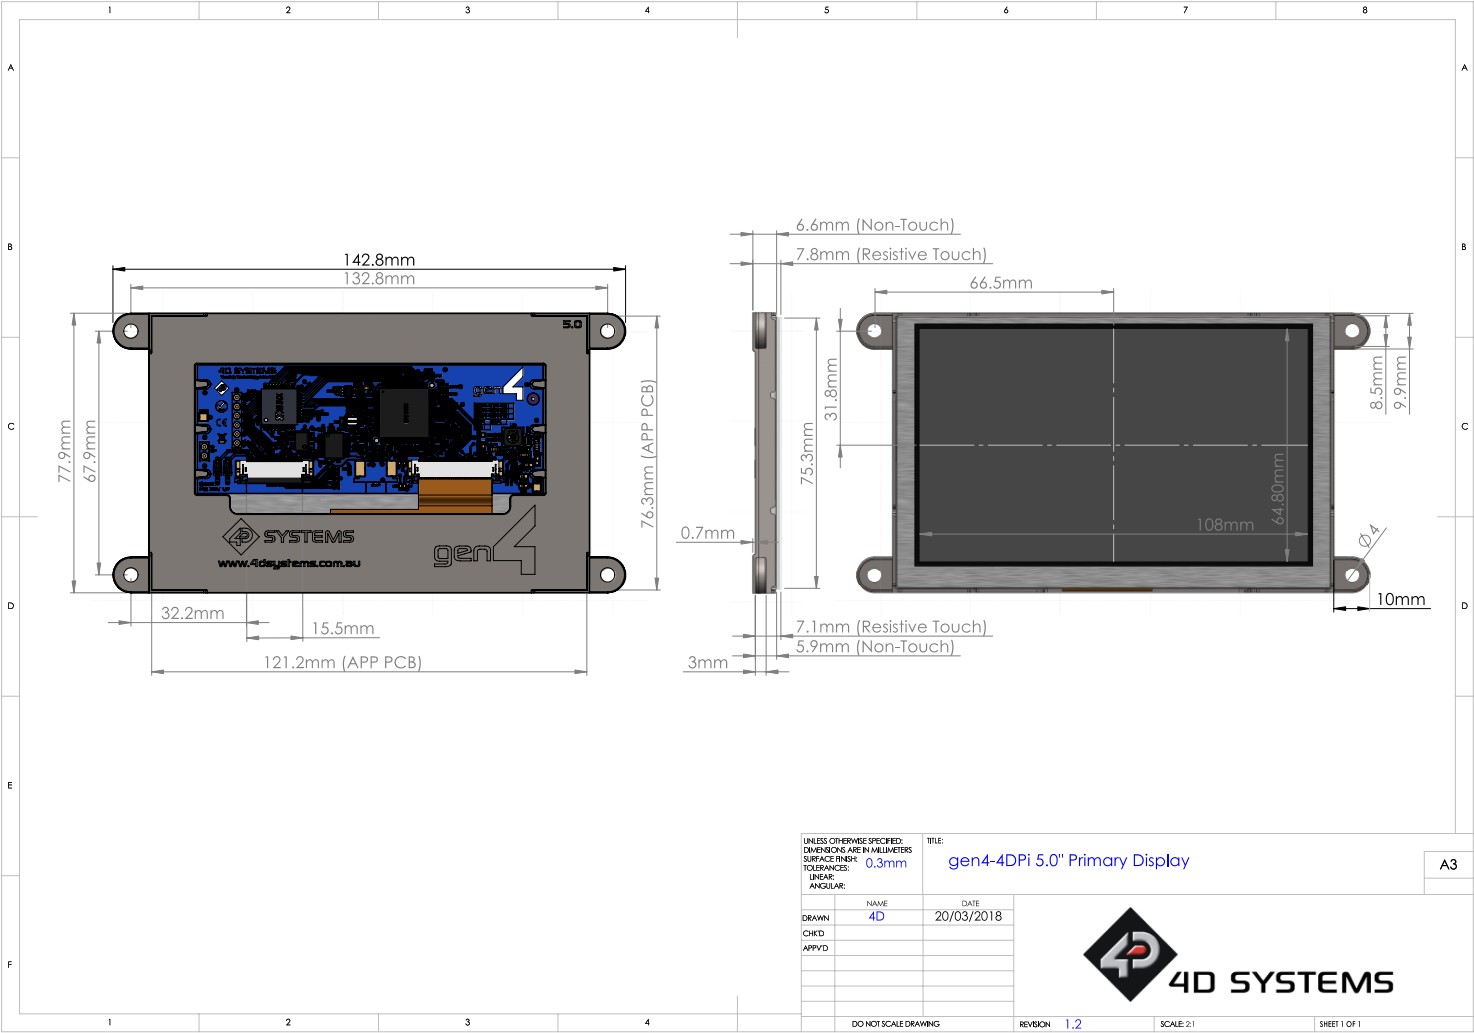 1 2 3 4 5 6 7 8
A A
B B
C C
D D
E
F
6.6mm (Non-Touch)
7.8mm (Resistive Touch)
142.8mm
132.8mm
66.5mm
5.0
4D SYSTEMS
gen4
77.9mm
67.9mm
76.3mm (APP PCB)
31.8mm
75.3mm
8.5mm
9.9mm
64.80mm
108mm
0.7mm
Ø4
4D SYSTEMS
www.4dsystems.com.au
gen4
10mm
32.2mm
15.5mm
121.2mm (APP PCB)
7.1mm (Resistive Touch)
5.9mm (Non-Touch)
3mm
UNLESS OTHERWISE SPECIFIED:
DIMENSIONS ARE IN MILLIMETERS
SURFACE FINISH:
TOLERANCES:
LINEAR:
ANGULAR:
0.3mm
TITLE:
gen4-4DPi 5.0" Primary Display
A3
NAME DATE
DRAWN 4D 20/03/2018
CHK'D
APPV'D
4D SYSTEMS
DO NOT SCALE DRAWING
REVISION 1.2
SCALE: 2:1
SHEET 1 OF 1
1 2 3 4